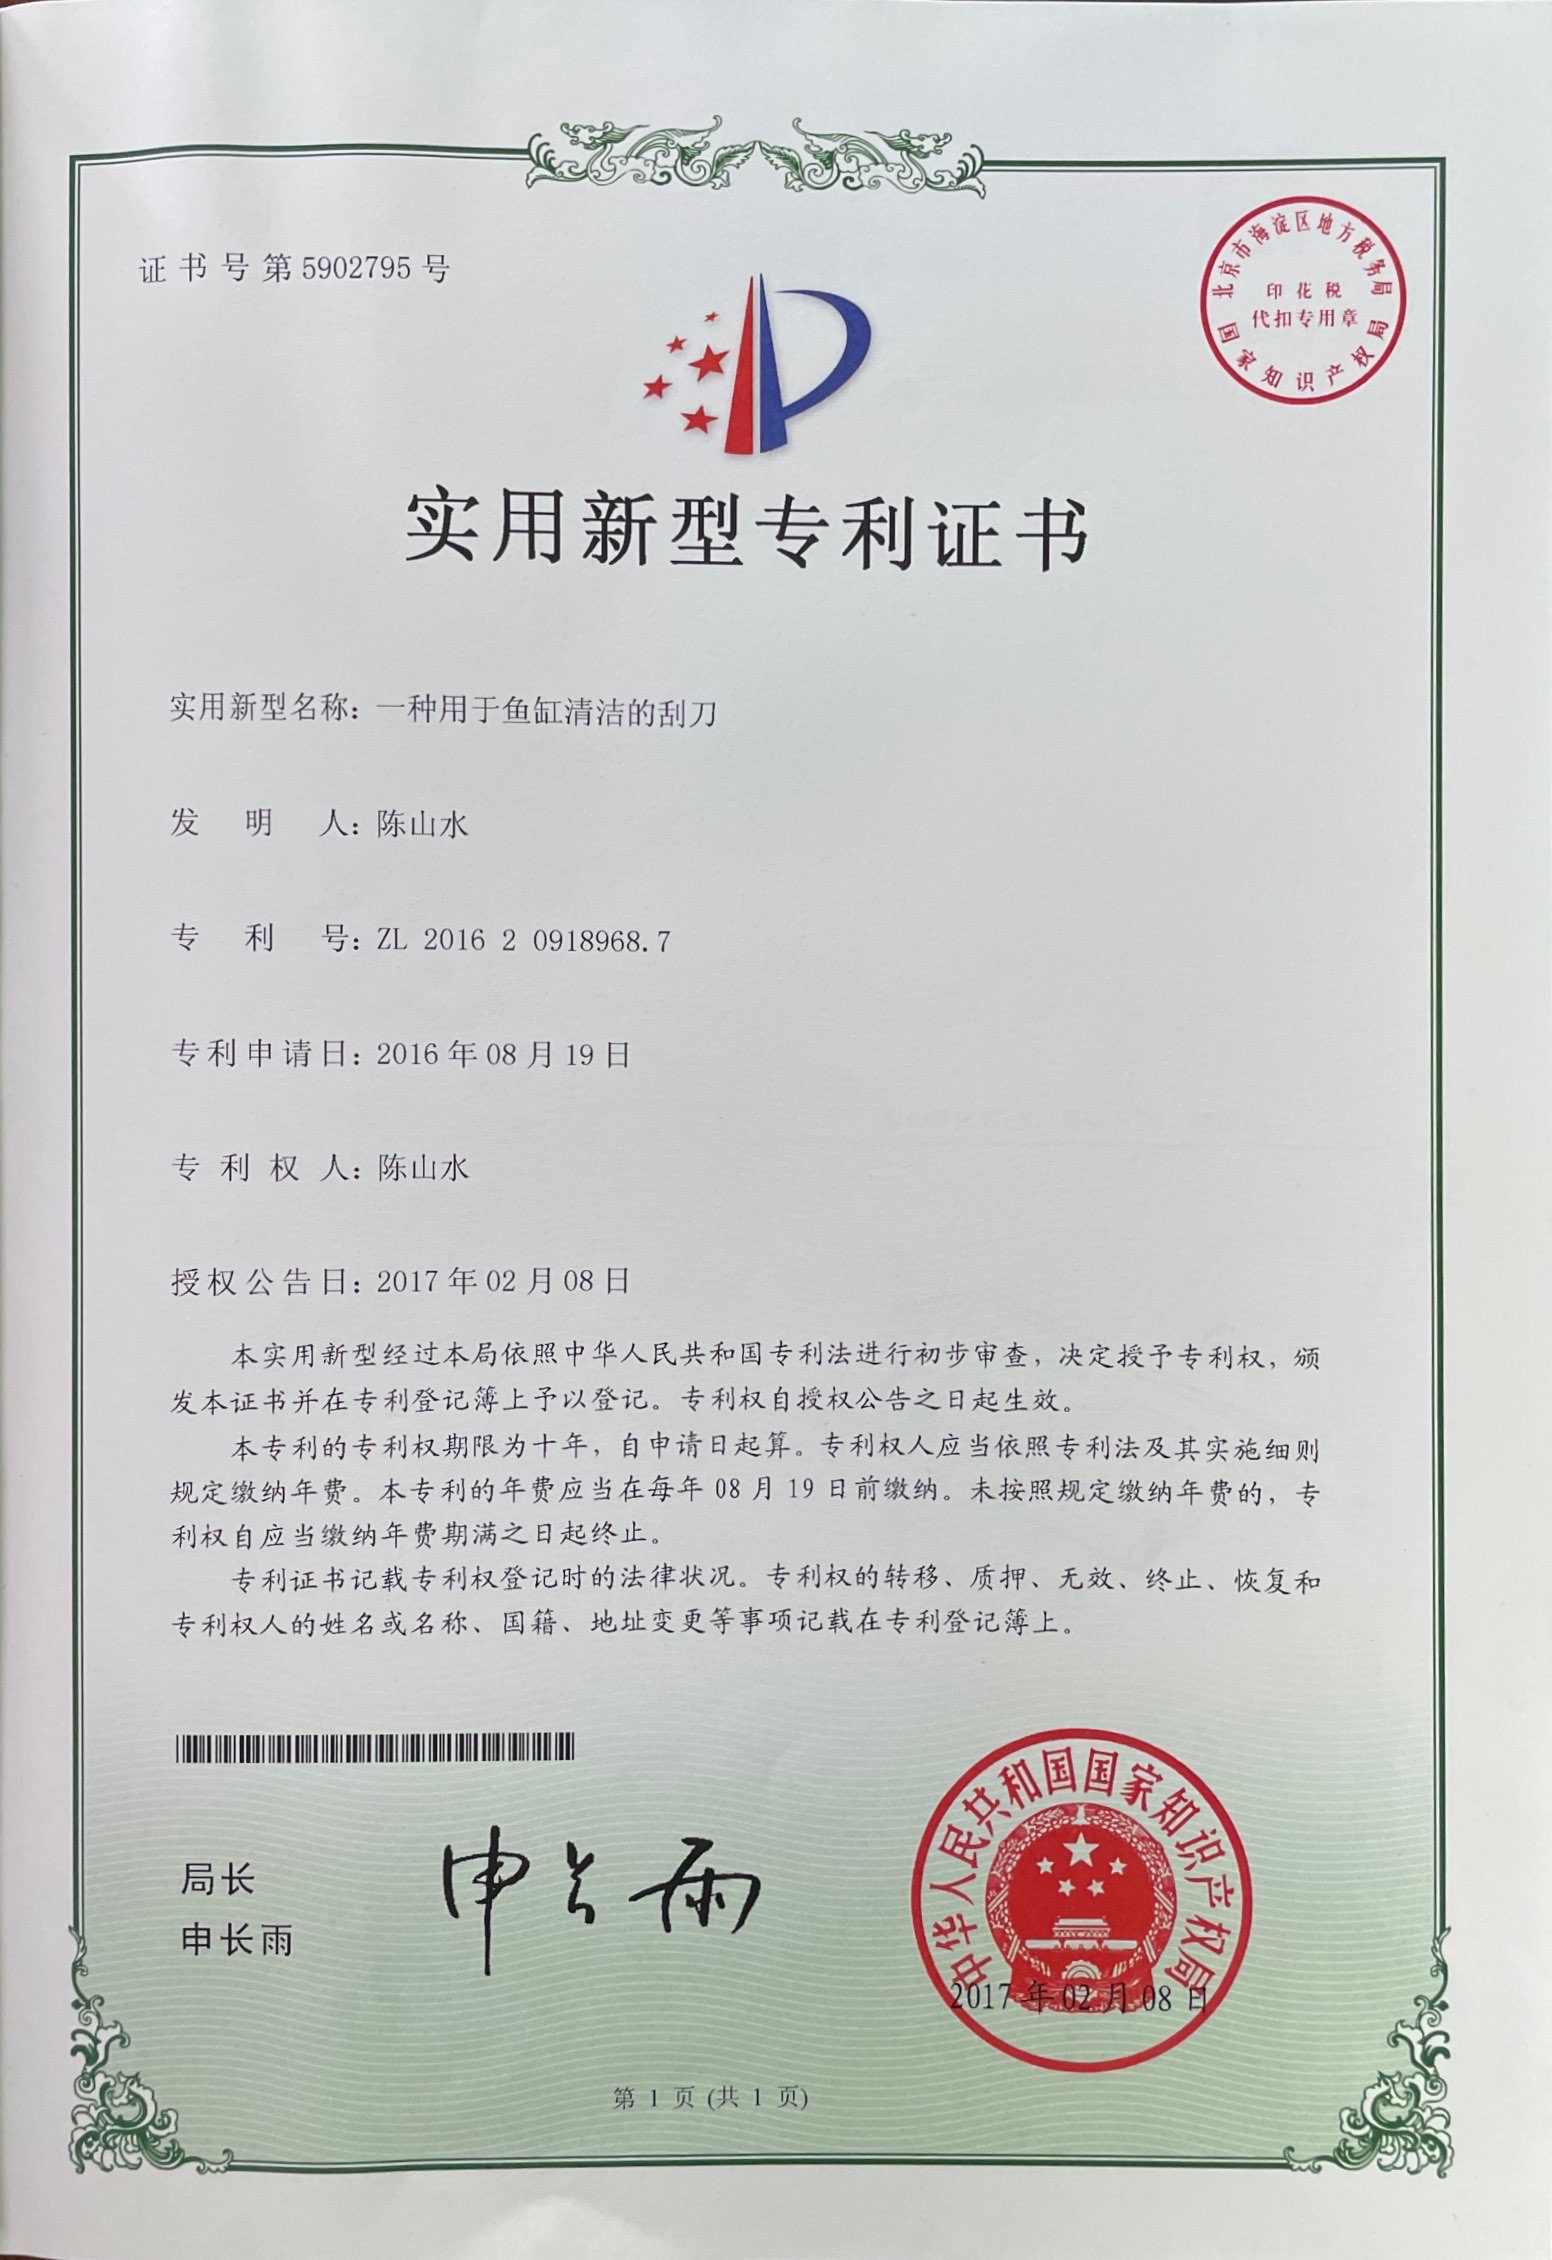 证书号第5902795号
北京市海淀区地方税务局
印花税
代扣专用章
国家知识产权局
实用新型专利证书
实用新型名称：一种用于鱼缸清洁的刮刀
发明人：陈山水
专利号：ZL 2016 2 0918968.7
专利申请日：2016年08月19日
专利权人：陈山水
授权公告日：2017年02月08日
本实用新型经过本局依照中华人民共和国专利法进行初步审查，决定授予专利权，颁
发本证书并在专利登记簿上予以登记。专利权自授权公告之日起生效。
本专利的专利权期限为十年，自申请日起算。专利权人应当依照专利法及其实施细则
规定缴纳年费。本专利的年费应当在每年08月19日前缴纳。未按照规定缴纳年费的，专
利权自应当缴纳年费期满之日起终止。
专利证书记载专利权登记时的法律状况。专利权的转移、质押、无效、终止、恢复和
专利权人的姓名或名称、国籍、地址变更等事项记载在专利登记簿上。
局长
申长雨
申长雨
中华人民共和国国家知识产权局
2017年02月08日
第1页(共1页)